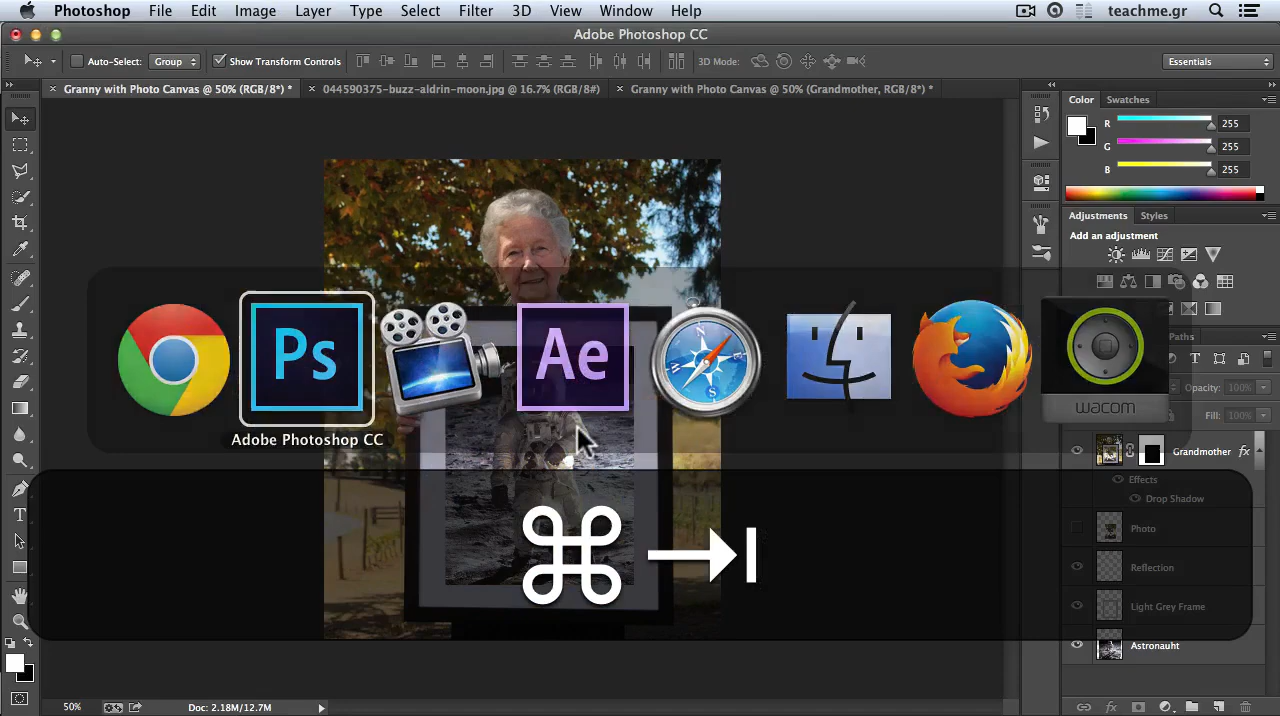 Photoshop File Edit Image Layer Type Select Filter 3D View Window Help teachme.gr
Adobe Photoshop CC
Auto-Select: Group Show Transform Controls 3D Mode: Essentials
× Granny with Photo Canvas @ 50% (RGB/8*) * × 044590375-buzz-aldrin-moon.jpg @ 16.7% (RGB/8#) × Granny with Photo Canvas @ 50% (Grandmother, RGB/8*) *
Color Swatches
R 255
G 255
B 255
Adjustments Styles
Add an adjustment
Paths
Ps
Ae
N
W
E
S
wacom
Adobe Photoshop CC
Opacity: 100%
Fill: 100%
Grandmother fx
Effects
Drop Shadow
Photo
Reflection
Light Grey Frame
Astronauht
T
50% Doc: 2.18M/12.7M
fx